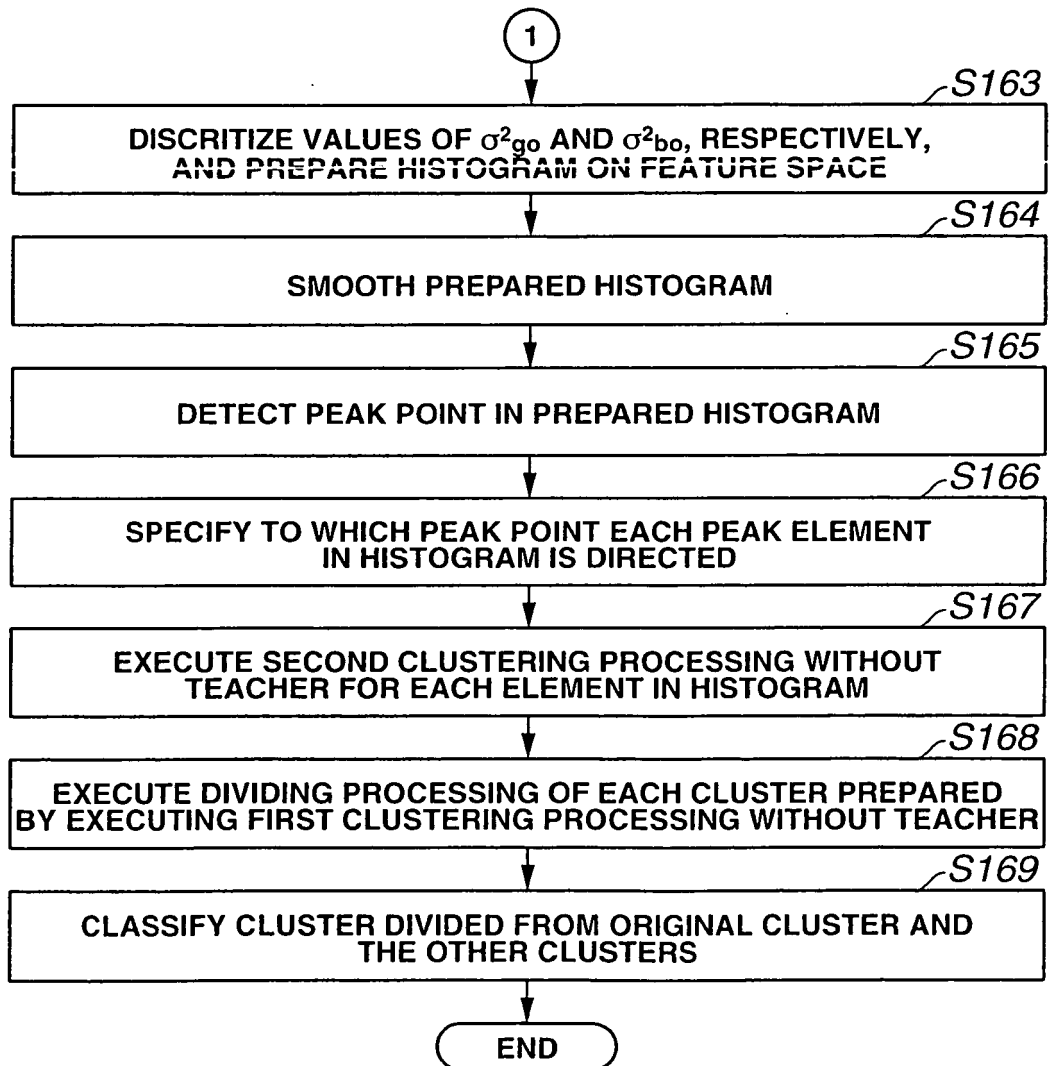 1
S163
DISCRITIZE VALUES OF σ²go AND σ²bo, RESPECTIVELY,
AND PREPARE HISTOGRAM ON FEATURE SPACE
S164
SMOOTH PREPARED HISTOGRAM
S165
DETECT PEAK POINT IN PREPARED HISTOGRAM
S166
SPECIFY TO WHICH PEAK POINT EACH PEAK ELEMENT
IN HISTOGRAM IS DIRECTED
S167
EXECUTE SECOND CLUSTERING PROCESSING WITHOUT
TEACHER FOR EACH ELEMENT IN HISTOGRAM
S168
EXECUTE DIVIDING PROCESSING OF EACH CLUSTER PREPARED
BY EXECUTING FIRST CLUSTERING PROCESSING WITHOUT TEACHER
S169
CLASSIFY CLUSTER DIVIDED FROM ORIGINAL CLUSTER AND
THE OTHER CLUSTERS
END